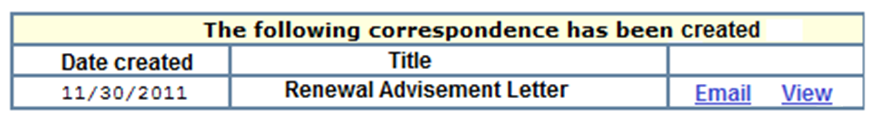 The following correspondence has been created
Date created Title
11/30/2011 Renewal Advisement Letter Email View